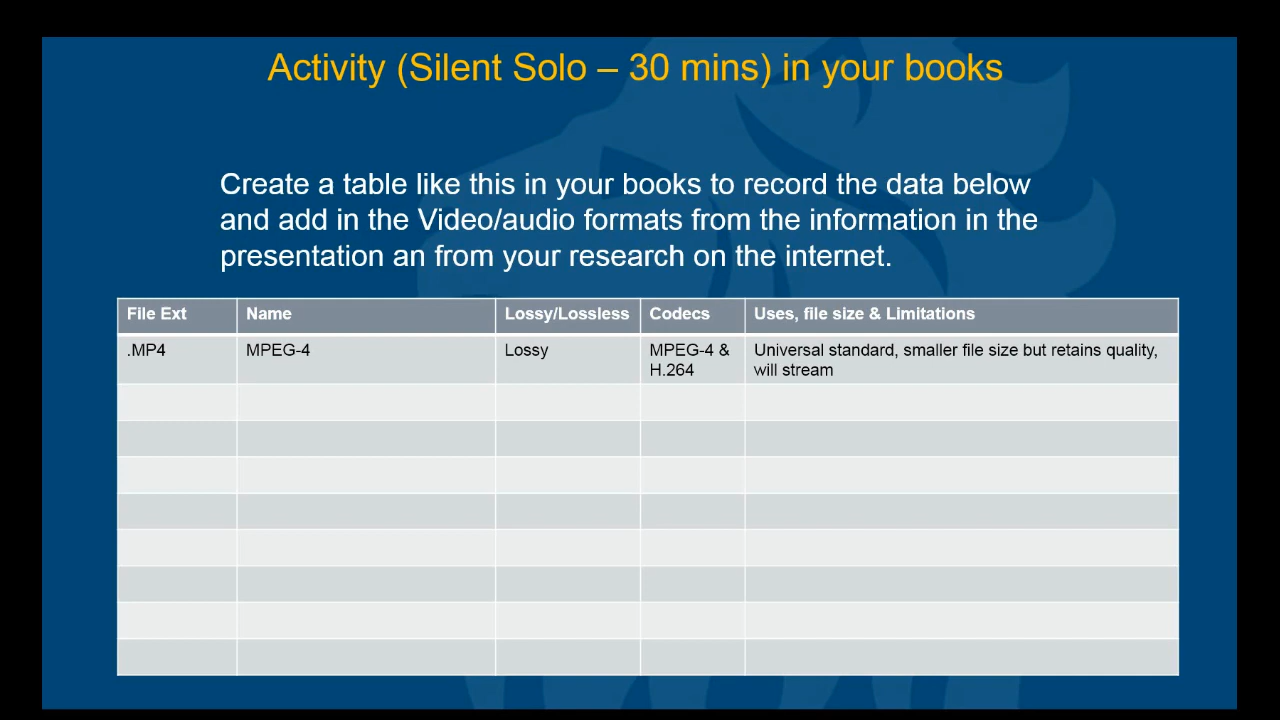 Activity (Silent Solo – 30 mins) in your books
Create a table like this in your books to record the data below
and add in the Video/audio formats from the information in the
presentation an from your research on the internet.
File Ext Name Lossy/Lossless Codecs Uses, file size & Limitations
.MP4 MPEG-4 Lossy MPEG-4 & Universal standard, smaller file size but retains quality,
H.264 will stream